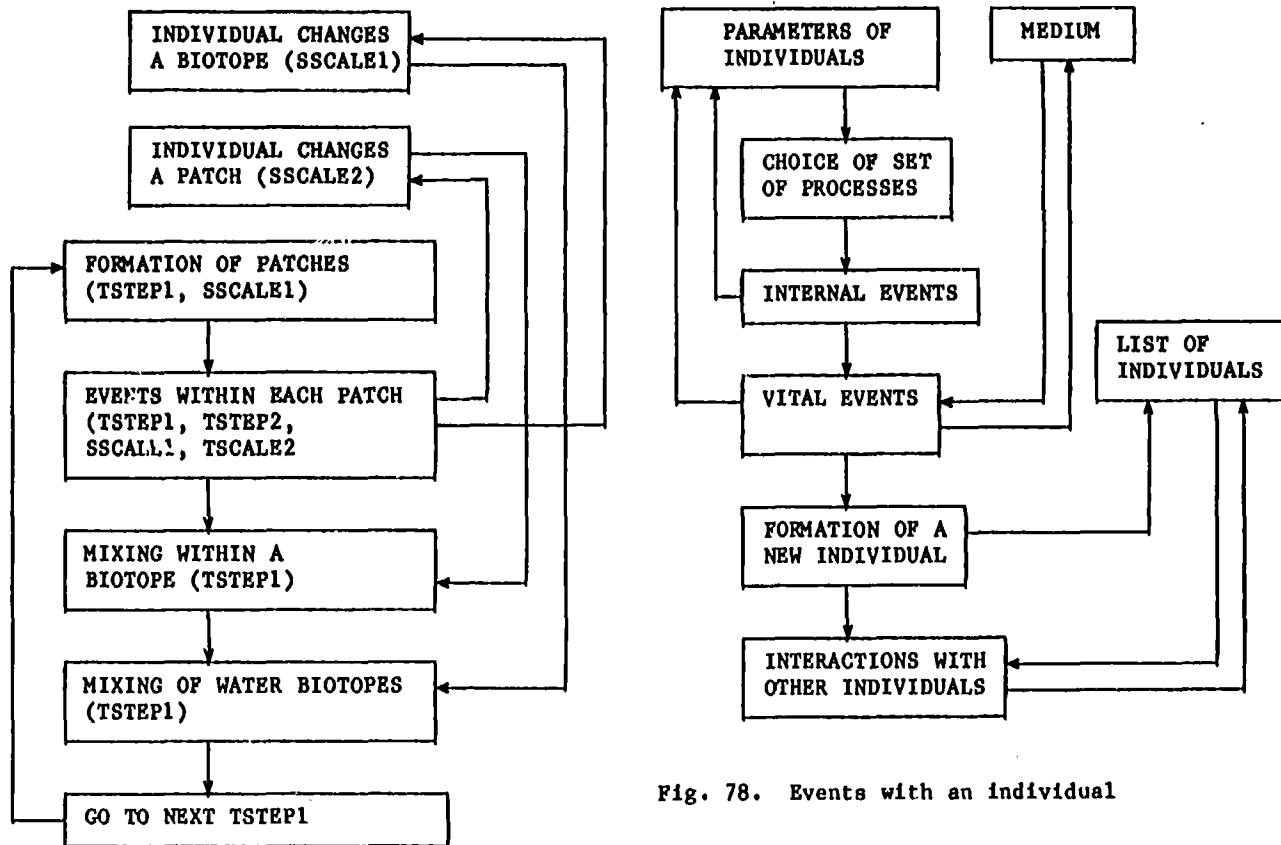 INDIVIDUAL CHANGES
A BIOTOPE (SSCALE1)
INDIVIDUAL CHANGES
A PATCH (SSCALE2)
FORMATION OF PATCHES
(TSTEP1, SSCALE1)
EVENTS WITHIN EACH PATCH
(TSTEP1, TSTEP2,
SSCALL1, TSCALE2
MIXING WITHIN A
BIOTOPE (TSTEP1)
MIXING OF WATER BIOTOPES
(TSTEP1)
GO TO NEXT TSTEP1
PARAMETERS OF
INDIVIDUALS
MEDIUM
CHOICE OF SET
OF PROCESSES
INTERNAL EVENTS
LIST OF
INDIVIDUALS
VITAL EVENTS
FORMATION OF A
NEW INDIVIDUAL
INTERACTIONS WITH
OTHER INDIVIDUALS
Fig. 78. Events with an individual